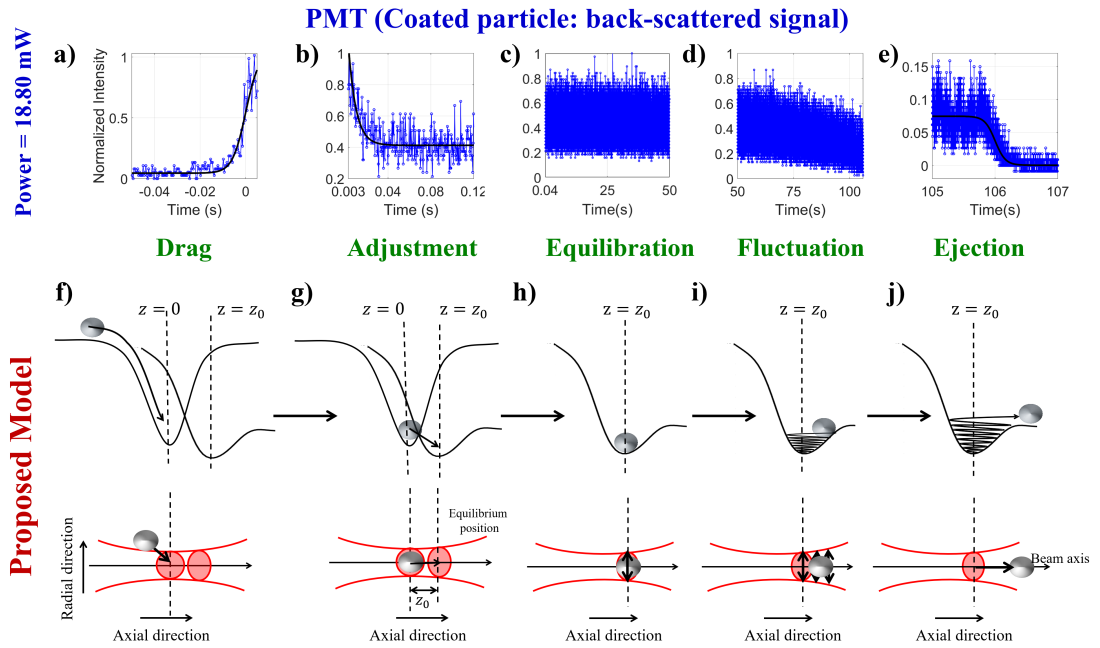 PMT (Coated particle: back-scattered signal)
Power = 18.80 mW
a)
Normalized Intensity
1
0.5
0
-0.04 -0.02 0
Time (s)
b)
1
0.8
0.6
0.4
0.2
0.003 0.04 0.08 0.12
Time (s)
c)
1
0.8
0.6
0.4
0.2
0
0.04 25 50
Time(s)
d)
1
0.8
0.6
0.4
0.2
0
50 75 100
Time(s)
e)
0.15
0.10
0.05
0
105 106 107
Time(s)
Drag Adjustment Equilibration Fluctuation Ejection
Proposed Model
f)
z = 0 z = z₀
g)
z = 0 z = z₀
h)
z = z₀
i)
z = z₀
j)
z = z₀
Radial direction
Axial direction
Equilibrium
position
z₀
Axial direction
Axial direction
Axial direction
Beam axis
Axial direction